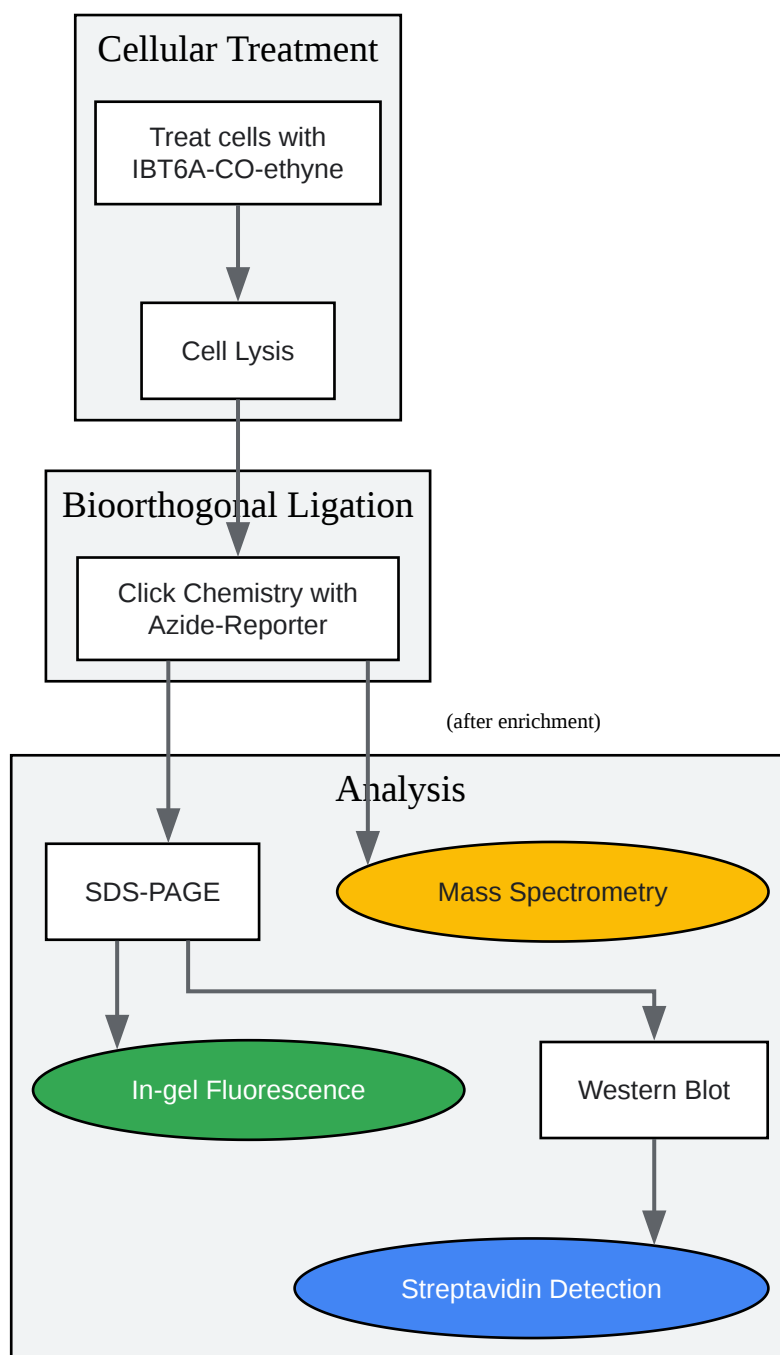 Cellular Treatment
Treat cells with
IBT6A-CO-ethyne
Cell Lysis
Bioorthogonal Ligation
Click Chemistry with
Azide-Reporter
(after enrichment)
Analysis
SDS-PAGE
Mass Spectrometry
In-gel Fluorescence
Western Blot
Streptavidin Detection